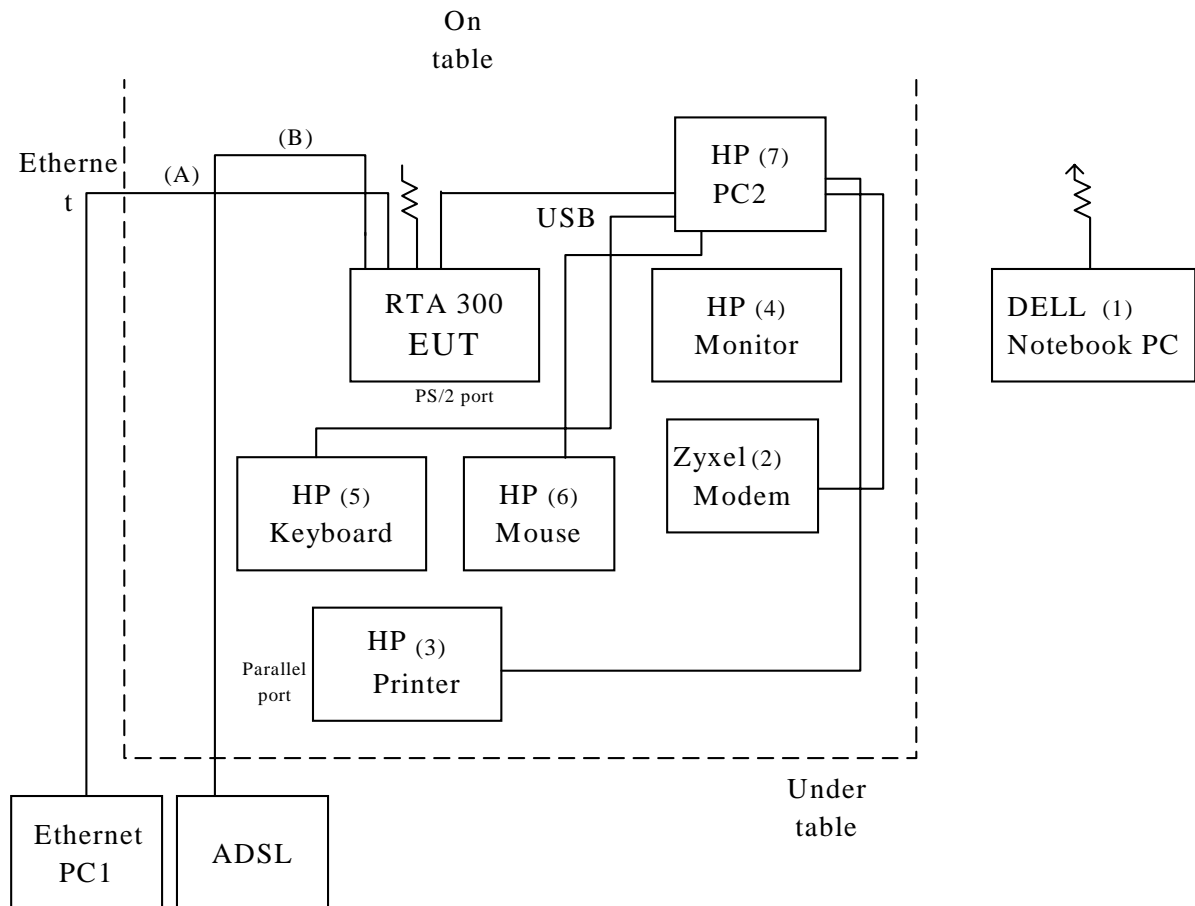 On
table
(B)
Etherne
t
(A)
HP (7)
PC2
USB
RTA 300
EUT
HP (4)
Monitor
DELL (1)
Notebook PC
PS/2 port
HP (5)
Keyboard
HP (6)
Mouse
Zyxel (2)
Modem
HP (3)
Printer
Parallel
port
Under
table
Ethernet
PC1
ADSL